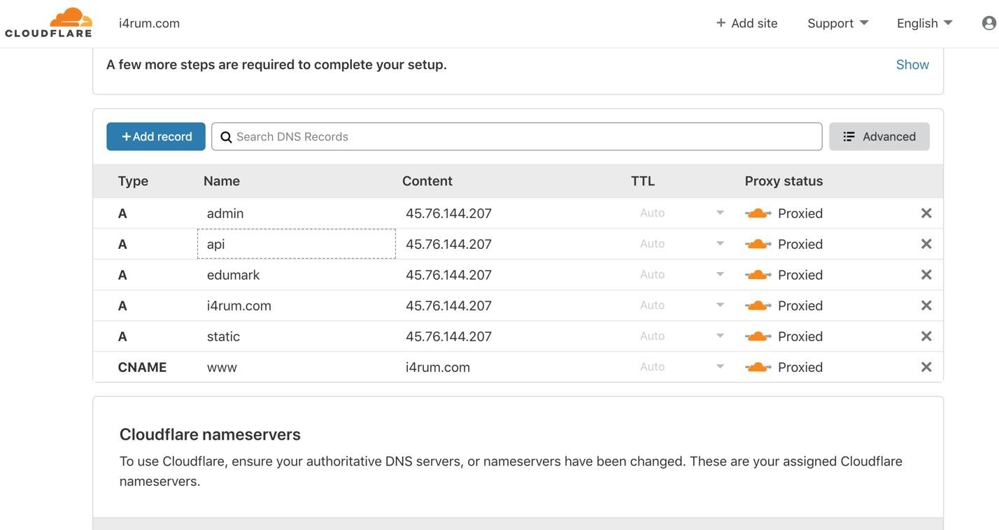 CLOUDFLARE i4rum.com + Add site Support English
A few more steps are required to complete your setup. Show
+Add record Search DNS Records Advanced
Type Name Content TTL Proxy status
A admin 45.76.144.207 Auto Proxied
A api 45.76.144.207 Auto Proxied
A edumark 45.76.144.207 Auto Proxied
A i4rum.com 45.76.144.207 Auto Proxied
A static 45.76.144.207 Auto Proxied
CNAME www i4rum.com Auto Proxied
Cloudflare nameservers
To use Cloudflare, ensure your authoritative DNS servers, or nameservers have been changed. These are your assigned Cloudflare
nameservers.